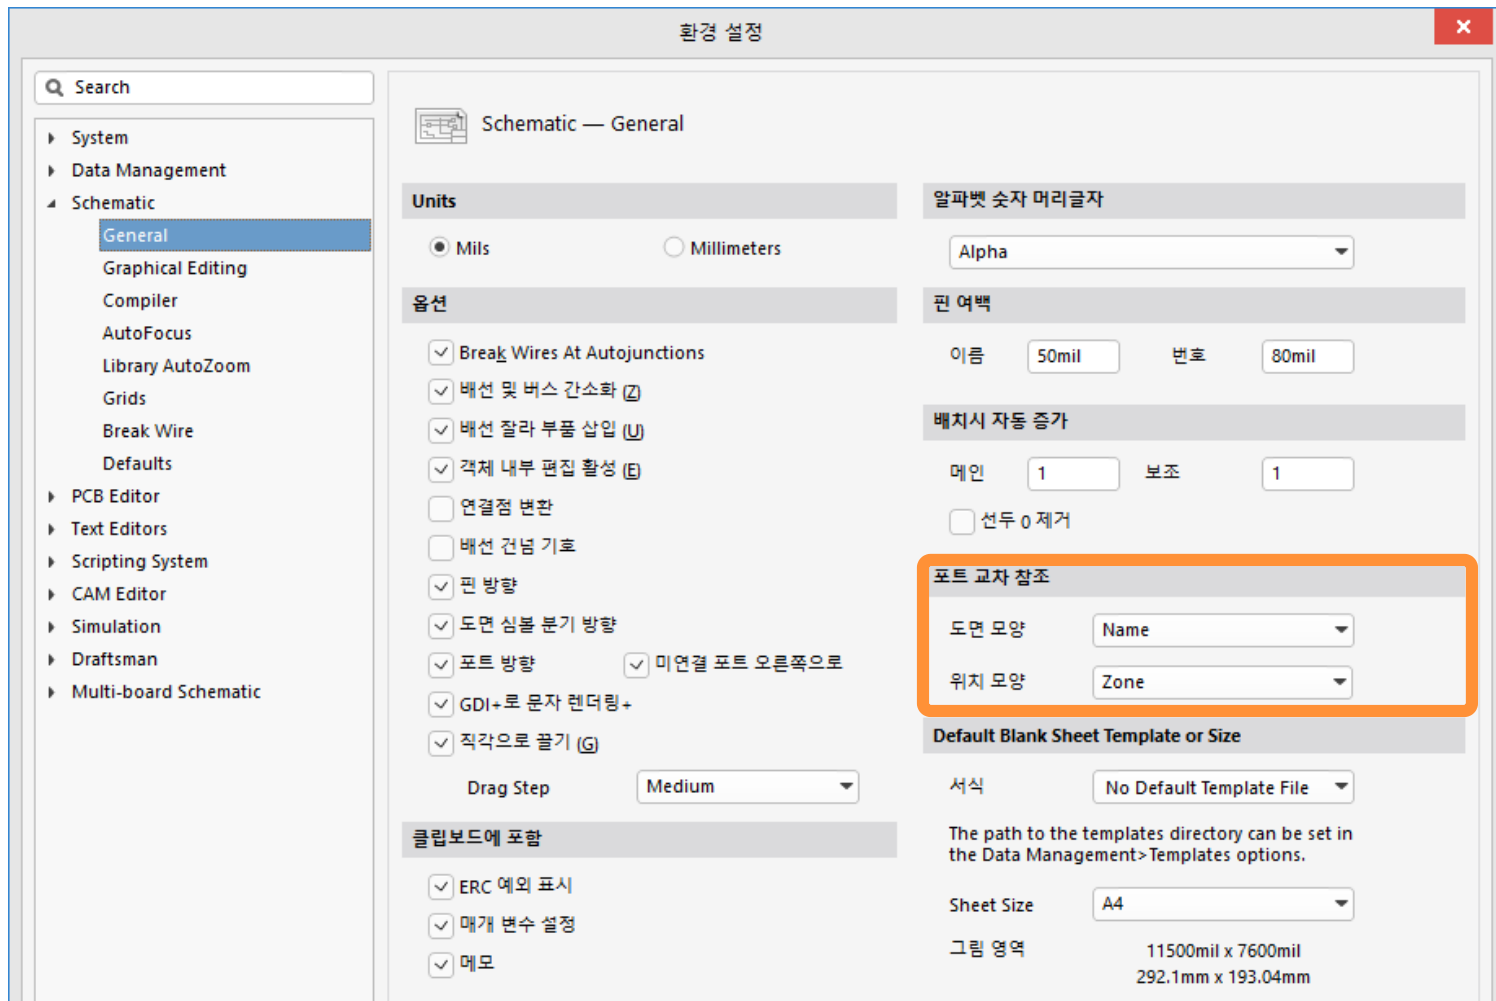 환경 설정
Search
System
Data Management
Schematic
General
Graphical Editing
Compiler
AutoFocus
Library AutoZoom
Grids
Break Wire
Defaults
PCB Editor
Text Editors
Scripting System
CAM Editor
Simulation
Draftsman
Multi-board Schematic
Schematic — General
Units
Mils Millimeters
옵션
Break Wires At Autojunctions
배선 및 버스 간소화 (Z)
배선 잘라 부품 삽입 (U)
객체 내부 편집 활성 (E)
연결점 변환
배선 건넘 기호
핀 방향
도면 심볼 분기 방향
포트 방향 미연결 포트 오른쪽으로
GDI+로 문자 렌더링+
직각으로 끌기 (G)
Drag Step Medium
클립보드에 포함
ERC 예외 표시
매개 변수 설정
메모
알파벳 숫자 머리글자
Alpha
핀 여백
이름 50mil 번호 80mil
배치시 자동 증가
메인 1 보조 1
선두 0 제거
포트 교차 참조
도면 모양 Name
위치 모양 Zone
Default Blank Sheet Template or Size
서식 No Default Template File
The path to the templates directory can be set in
the Data Management>Templates options.
Sheet Size A4
그림 영역 11500mil x 7600mil
292.1mm x 193.04mm